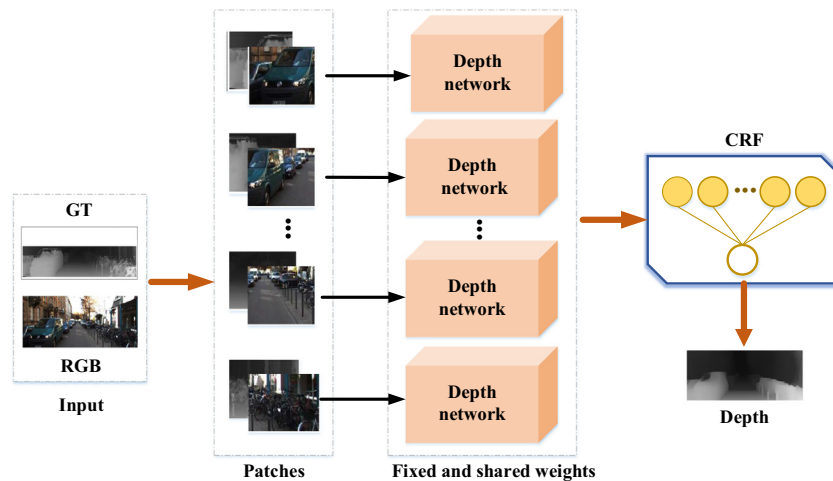 GT
RGB
Input
Patches
Depth
network
Depth
network
Depth
network
Depth
network
Fixed and shared weights
CRF
Depth